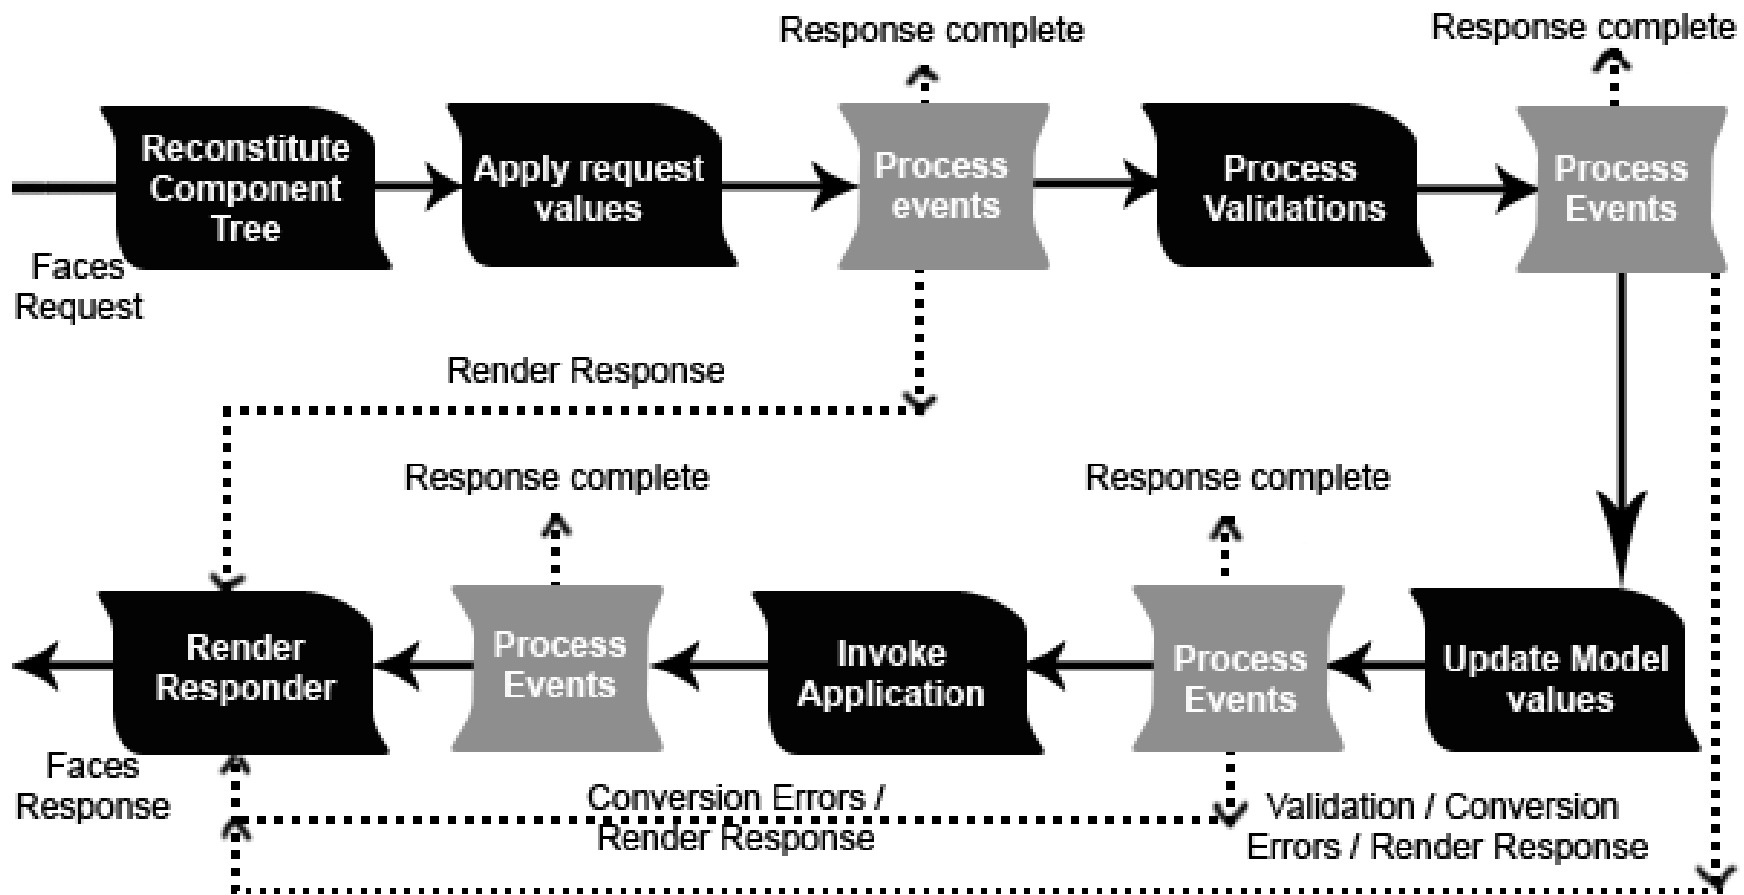 Response complete
Response complete
Reconstitute
Component
Tree
Apply request
values
Process
events
Process
Validations
Process
Events
Faces
Request
Render Response
Response complete
Response complete
Render
Responder
Process
Events
Invoke
Application
Process
Events
Update Model
values
Faces
Response
Conversion Errors /
Render Response
Validation / Conversion
Errors / Render Response